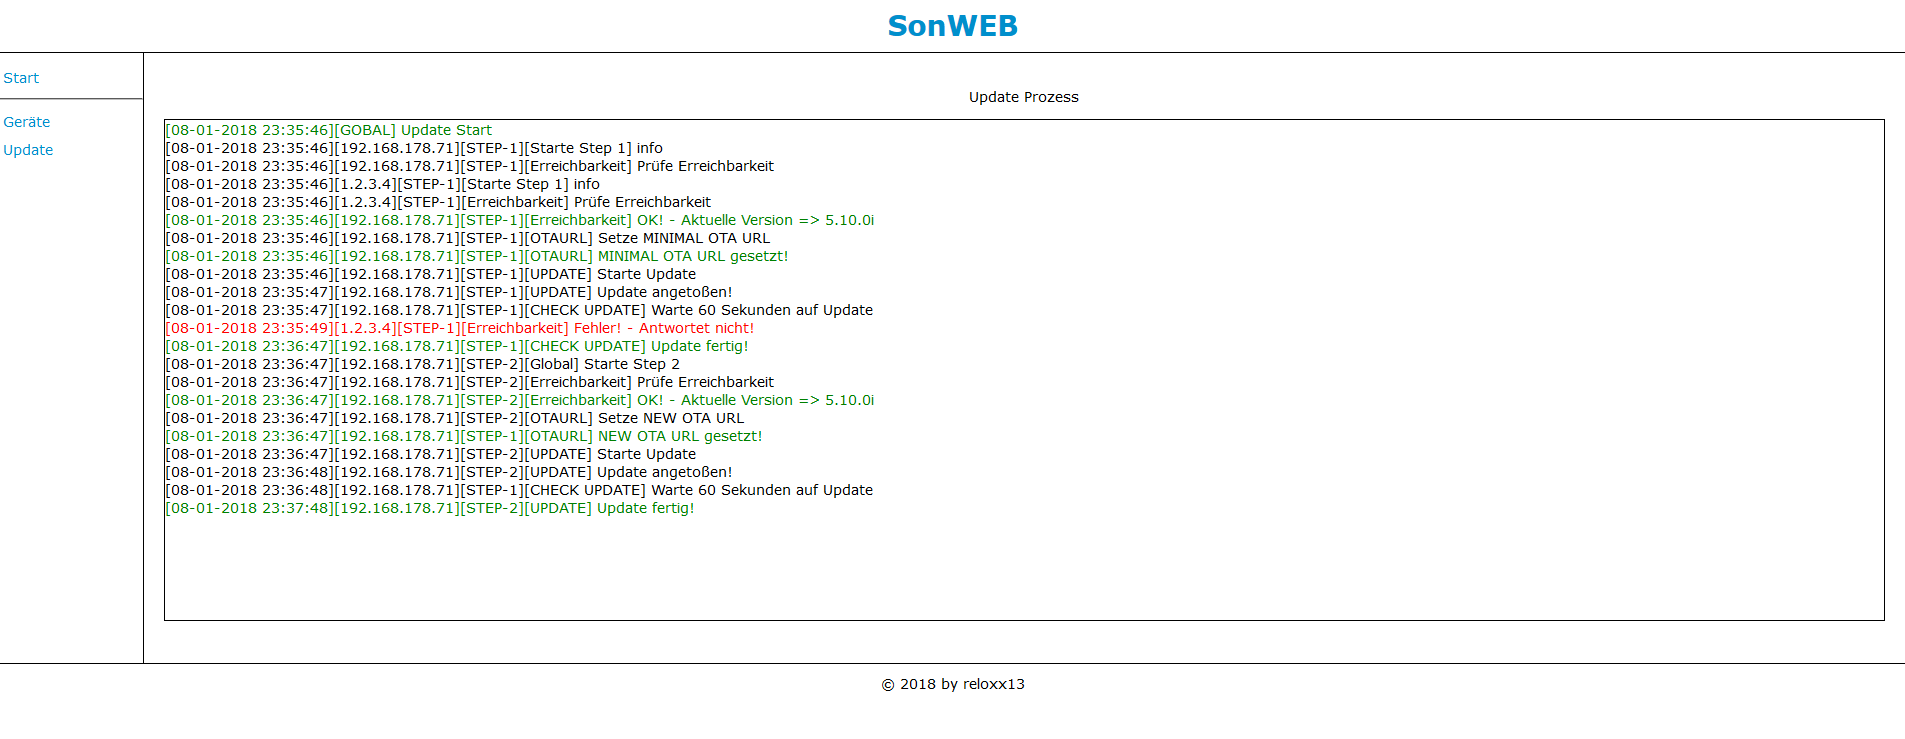 SonWEB
Start
Geräte
Update
Update Prozess
[08-01-2018 23:35:46][GOBAL] Update Start
[08-01-2018 23:35:46][192.168.178.71][STEP-1][Starte Step 1] info
[08-01-2018 23:35:46][192.168.178.71][STEP-1][Erreichbarkeit] Prüfe Erreichbarkeit
[08-01-2018 23:35:46][1.2.3.4][STEP-1][Starte Step 1] info
[08-01-2018 23:35:46][1.2.3.4][STEP-1][Erreichbarkeit] Prüfe Erreichbarkeit
[08-01-2018 23:35:46][192.168.178.71][STEP-1][Erreichbarkeit] OK! - Aktuelle Version => 5.10.0i
[08-01-2018 23:35:46][192.168.178.71][STEP-1][OTAURL] Setze MINIMAL OTA URL
[08-01-2018 23:35:46][192.168.178.71][STEP-1][OTAURL] MINIMAL OTA URL gesetzt!
[08-01-2018 23:35:46][192.168.178.71][STEP-1][UPDATE] Starte Update
[08-01-2018 23:35:47][192.168.178.71][STEP-1][UPDATE] Update angetoßen!
[08-01-2018 23:35:47][192.168.178.71][STEP-1][CHECK UPDATE] Warte 60 Sekunden auf Update
[08-01-2018 23:35:49][1.2.3.4][STEP-1][Erreichbarkeit] Fehler! - Antwortet nicht!
[08-01-2018 23:36:47][192.168.178.71][STEP-1][CHECK UPDATE] Update fertig!
[08-01-2018 23:36:47][192.168.178.71][STEP-2][Global] Starte Step 2
[08-01-2018 23:36:47][192.168.178.71][STEP-2][Erreichbarkeit] Prüfe Erreichbarkeit
[08-01-2018 23:36:47][192.168.178.71][STEP-2][Erreichbarkeit] OK! - Aktuelle Version => 5.10.0i
[08-01-2018 23:36:47][192.168.178.71][STEP-2][OTAURL] Setze NEW OTA URL
[08-01-2018 23:36:47][192.168.178.71][STEP-1][OTAURL] NEW OTA URL gesetzt!
[08-01-2018 23:36:47][192.168.178.71][STEP-2][UPDATE] Starte Update
[08-01-2018 23:36:48][192.168.178.71][STEP-2][UPDATE] Update angetoßen!
[08-01-2018 23:36:48][192.168.178.71][STEP-1][CHECK UPDATE] Warte 60 Sekunden auf Update
[08-01-2018 23:37:48][192.168.178.71][STEP-2][UPDATE] Update fertig!
© 2018 by reloxx13